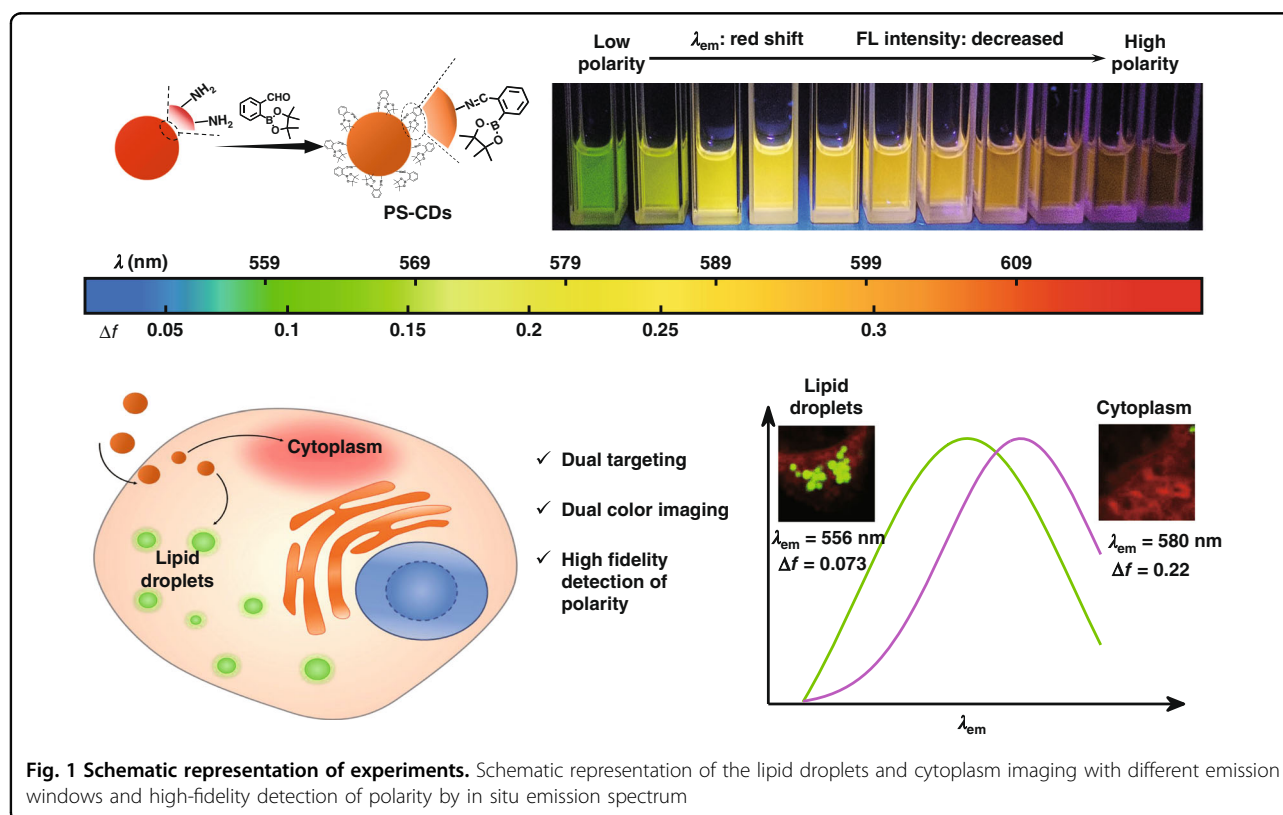 Low
polarity
λem: red shift
FL intensity: decreased
High
polarity
NH2
NH2
CHO
B
O
O
PS-CDs
N=C
B
O
O
λ (nm)
559
569
579
589
599
609
Δf
0.05
0.1
0.15
0.2
0.25
0.3
Cytoplasm
Lipid
droplets
✓ Dual targeting
✓ Dual color imaging
✓ High fidelity
detection of
polarity
Lipid
droplets
λem = 556 nm
Δf = 0.073
Cytoplasm
λem = 580 nm
Δf = 0.22
λem
Fig. 1 Schematic representation of experiments. Schematic representation of the lipid droplets and cytoplasm imaging with different emission
windows and high-fidelity detection of polarity by in situ emission spectrum